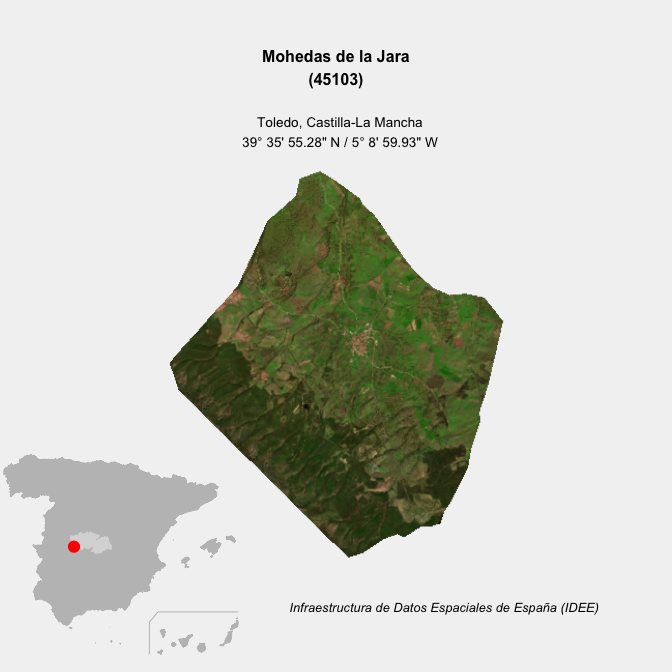 Mohedas de la Jara
(45103)
Toledo, Castilla-La Mancha
39° 35' 55.28" N / 5° 8' 59.93" W
Infraestructura de Datos Espaciales de España (IDEE)